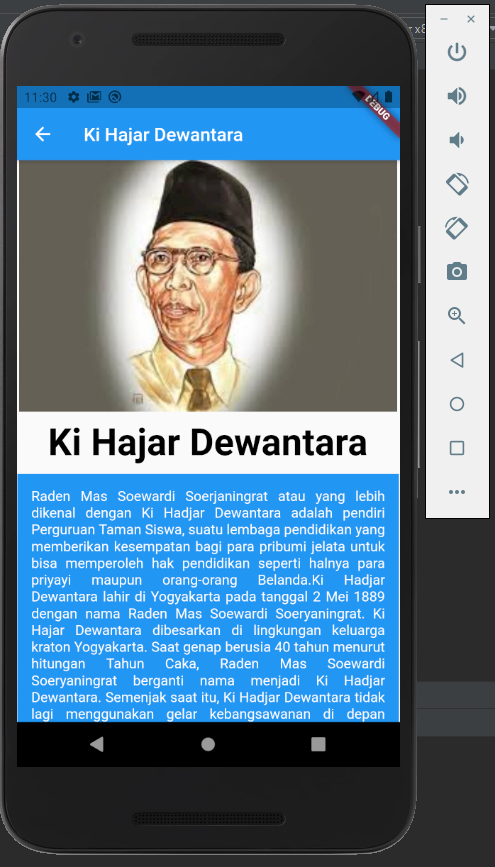 11:30
DEBUG
Ki Hajar Dewantara
Ki Hajar Dewantara
Raden Mas Soewardi Soerjaningrat atau yang lebih
dikenal dengan Ki Hadjar Dewantara adalah pendiri
Perguruan Taman Siswa, suatu lembaga pendidikan yang
memberikan kesempatan bagi para pribumi jelata untuk
bisa memperoleh hak pendidikan seperti halnya para
priyayi maupun orang-orang Belanda.Ki Hadjar
Dewantara lahir di Yogyakarta pada tanggal 2 Mei 1889
dengan nama Raden Mas Soewardi Soeryaningrat. Ki
Hajar Dewantara dibesarkan di lingkungan keluarga
kraton Yogyakarta. Saat genap berusia 40 tahun menurut
hitungan Tahun Caka, Raden Mas Soewardi
Soeryaningrat berganti nama menjadi Ki Hadjar
Dewantara. Semenjak saat itu, Ki Hadjar Dewantara tidak
lagi menggunakan gelar kebangsawanan di depan